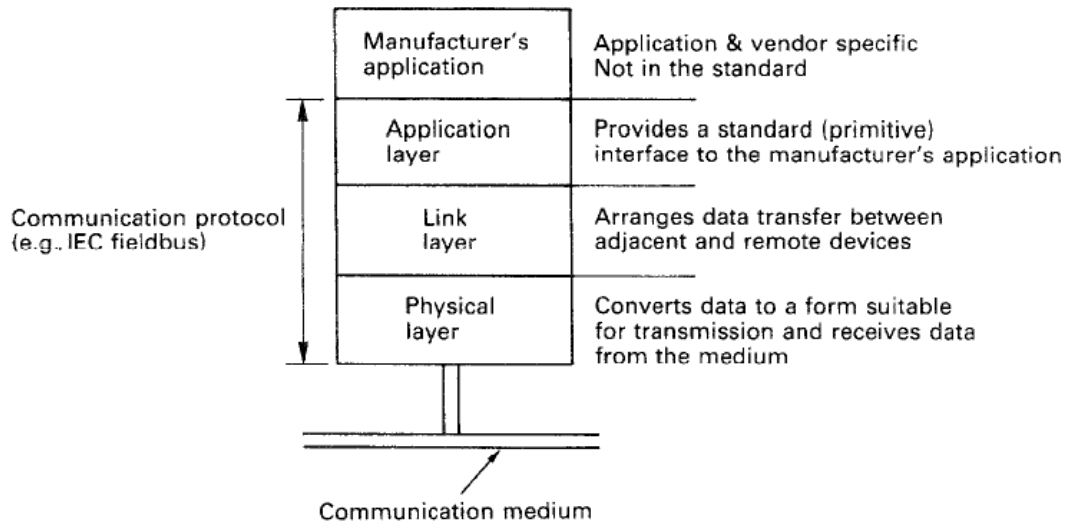 Manufacturer's
application
Application & vendor specific
Not in the standard
Application
layer
Provides a standard (primitive)
interface to the manufacturer's application
Communication protocol
(e.g., IEC fieldbus)
Link
layer
Arranges data transfer between
adjacent and remote devices
Physical
layer
Converts data to a form suitable
for transmission and receives data
from the medium
Communication medium